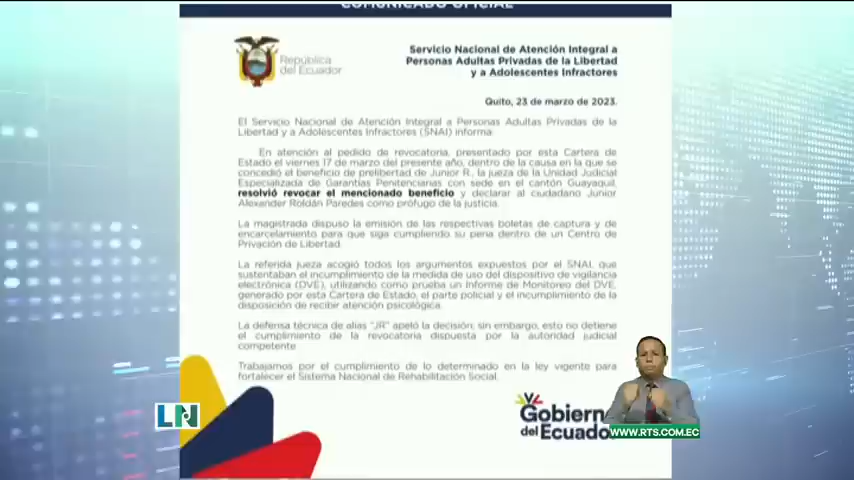 COMUNICADO OFICIAL
República
del Ecuador
Servicio Nacional de Atención Integral a
Personas Adultas Privadas de la Libertad
y a Adolescentes Infractores
Quito, 23 de marzo de 2023.
El Servicio Nacional de Atención Integral a Personas Adultas Privadas de la
Libertad y a Adolescentes Infractores (SNAI) informa:
En atención al pedido de revocatoria, presentado por esta Cartera de
Estado el viernes 17 de marzo del presente año, dentro de la causa en la que se
concedió el beneficio de prelibertad de Junior R., la jueza de la Unidad Judicial
Especializada de Garantías Penitenciarias con sede en el cantón Guayaquil,
resolvió revocar el mencionado beneficio y declarar al ciudadano Junior
Alexander Roldán Paredes como prófugo de la justicia.
La magistrada dispuso la emisión de las respectivas boletas de captura y de
encarcelamiento para que siga cumpliendo su pena dentro de un Centro de
Privación de Libertad.
La referida jueza acogió todos los argumentos expuestos por el SNAI, que
sustentaban el incumplimiento de la medida de uso del dispositivo de vigilancia
electrónica (DVE), utilizando como prueba un Informe de Monitoreo del DVE,
generado por esta Cartera de Estado, el parte policial y el incumplimiento de la
disposición de recibir atención psicológica.
La defensa técnica de alias "JR" apeló la decisión; sin embargo, esto no detiene
el cumplimiento de la revocatoria dispuesta por la autoridad judicial
competente.
Trabajamos por el cumplimiento de lo determinado en la ley vigente para
fortalecer el Sistema Nacional de Rehabilitación Social.
Gobierno
del Ecuador
LN
WWW.RTS.COM.EC